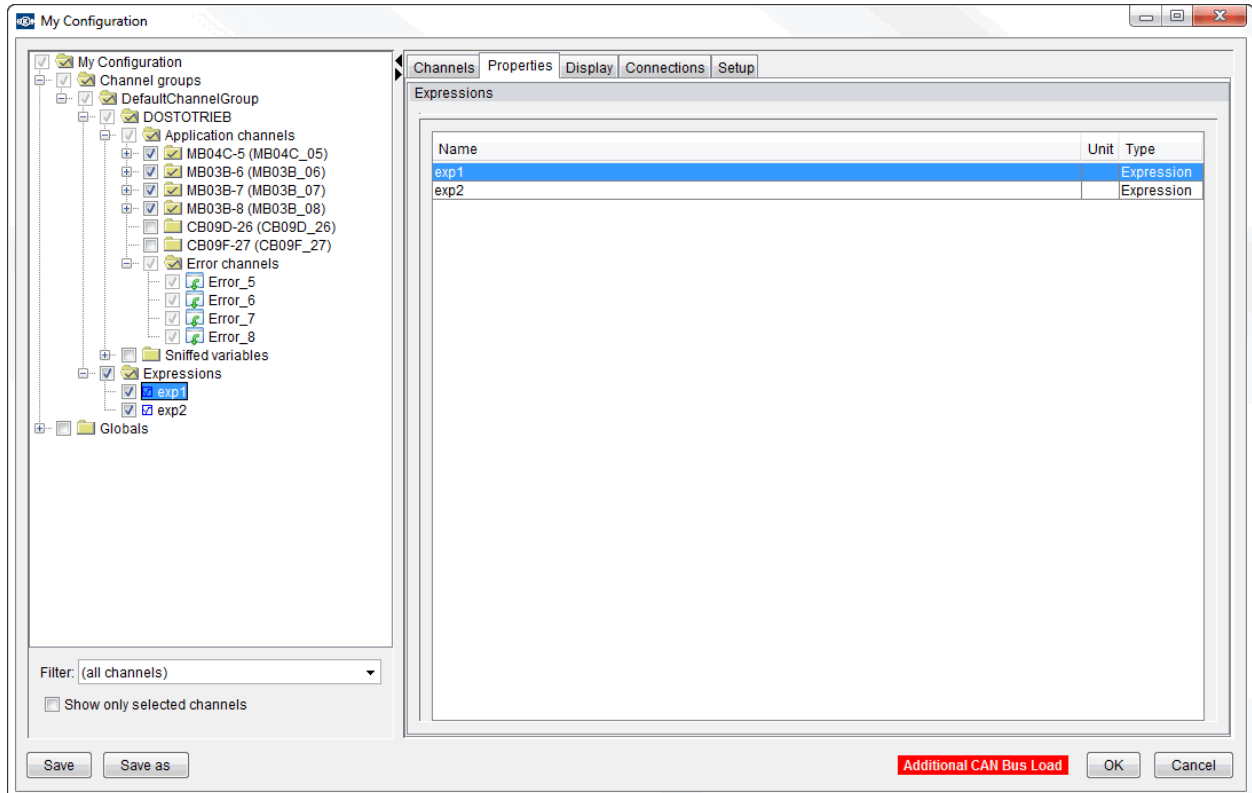 My Configuration
My Configuration
Channel groups
DefaultChannelGroup
DOSTOTRIEB
Application channels
MB04C-5 (MB04C_05)
MB03B-6 (MB03B_06)
MB03B-7 (MB03B_07)
MB03B-8 (MB03B_08)
CB09D-26 (CB09D_26)
CB09F-27 (CB09F_27)
Error channels
Error_5
Error_6
Error_7
Error_8
Sniffed variables
Expressions
exp1
exp2
Globals
Filter: (all channels)
Show only selected channels
Channels Properties Display Connections Setup
Expressions
Name Unit Type
exp1 Expression
exp2 Expression
Save Save as Additional CAN Bus Load OK Cancel